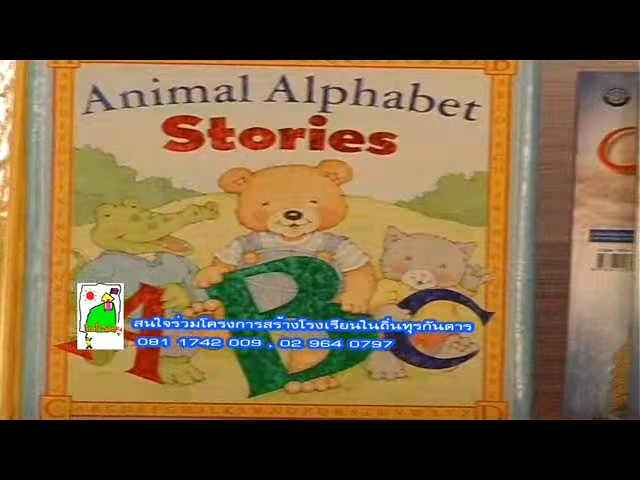 Animal Alphabet
Stories
A B C
สนใจร่วมโครงการสร้างโรงเรียนในถิ่นทุรกันดาร
081 1742 009 , 02 964 0797